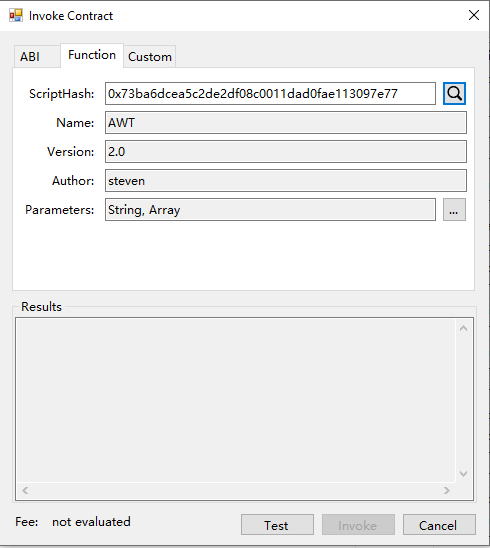 Invoke Contract
ABI Function Custom
ScriptHash: 0x73ba6dcea5c2de2df08c0011dad0fae113097e77
Name: AWT
Version: 2.0
Author: steven
Parameters: String, Array ...
Results
Fee: not evaluated Test Invoke Cancel